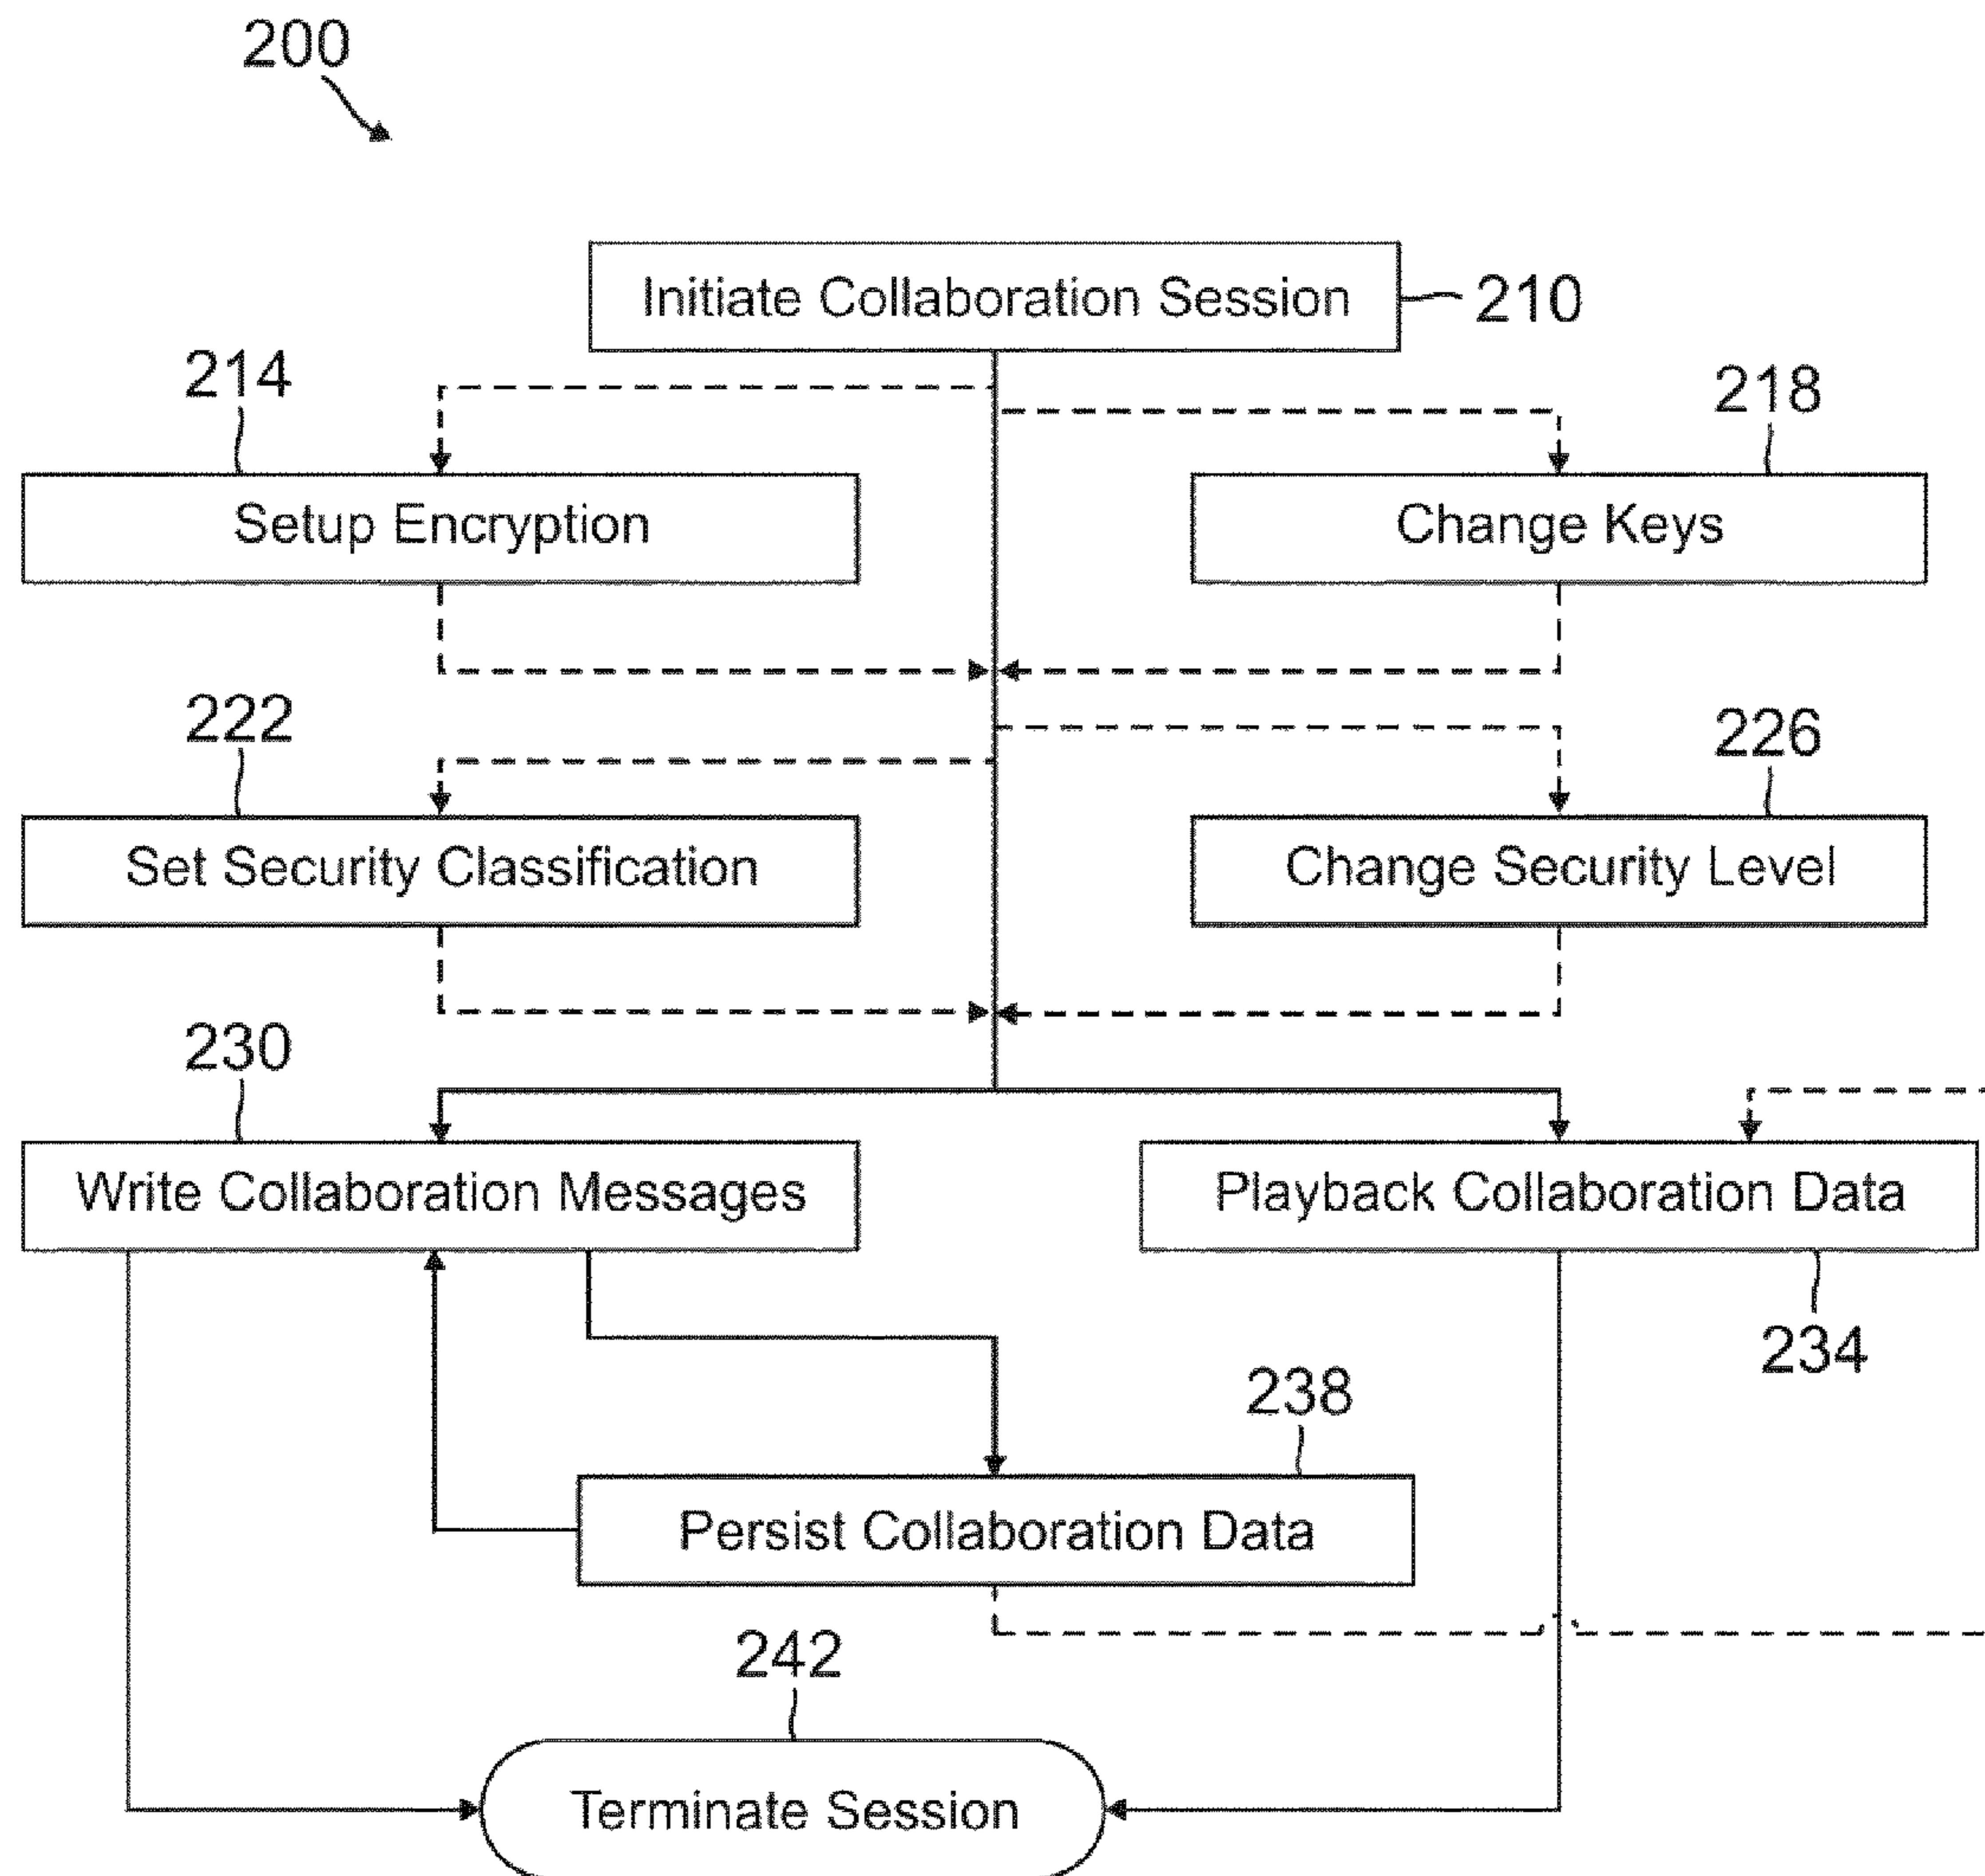 200
Initiate Collaboration Session
210
214
218
Setup Encryption
Change Keys
222
226
Set Security Classification
Change Security Level
230
Write Collaboration Messages
Playback Collaboration Data
234
238
Persist Collaboration Data
242
Terminate Session